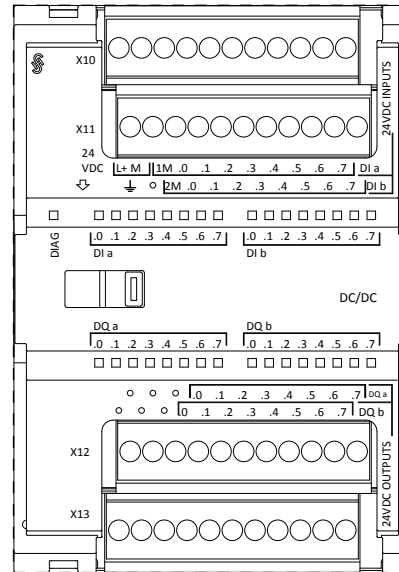 X10
X11
24VDC INPUTS
24
VDC L+ M 1M .0 .1 .2 .3 .4 .5 .6 .7 DI a
2M .0 .1 .2 .3 .4 .5 .6 .7 DI b
DIAG
.0 .1 .2 .3 .4 .5 .6 .7 .0 .1 .2 .3 .4 .5 .6 .7
DI a DI b
DC/DC
DQ a DQ b
.0 .1 .2 .3 .4 .5 .6 .7 .0 .1 .2 .3 .4 .5 .6 .7
.0 .1 .2 .3 .4 .5 .6 .7 DQ a
.0 .1 .2 .3 .4 .5 .6 .7 DQ b
X12
X13
24VDC OUTPUTS